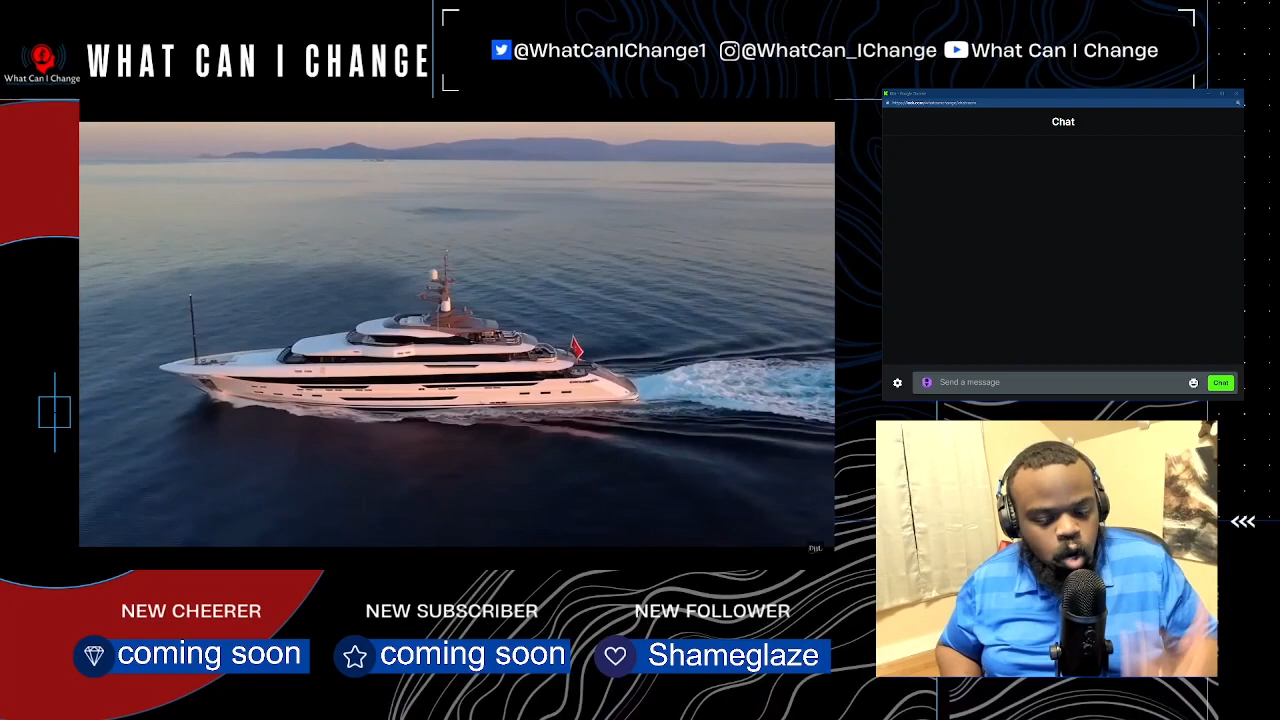 What Can I Change
WHAT CAN I CHANGE
@WhatCanIChange1 @WhatCan_IChange What Can I Change
Chat
Send a message
Chat
NEW CHEERER
coming soon
NEW SUBSCRIBER
coming soon
NEW FOLLOWER
Shameglaze